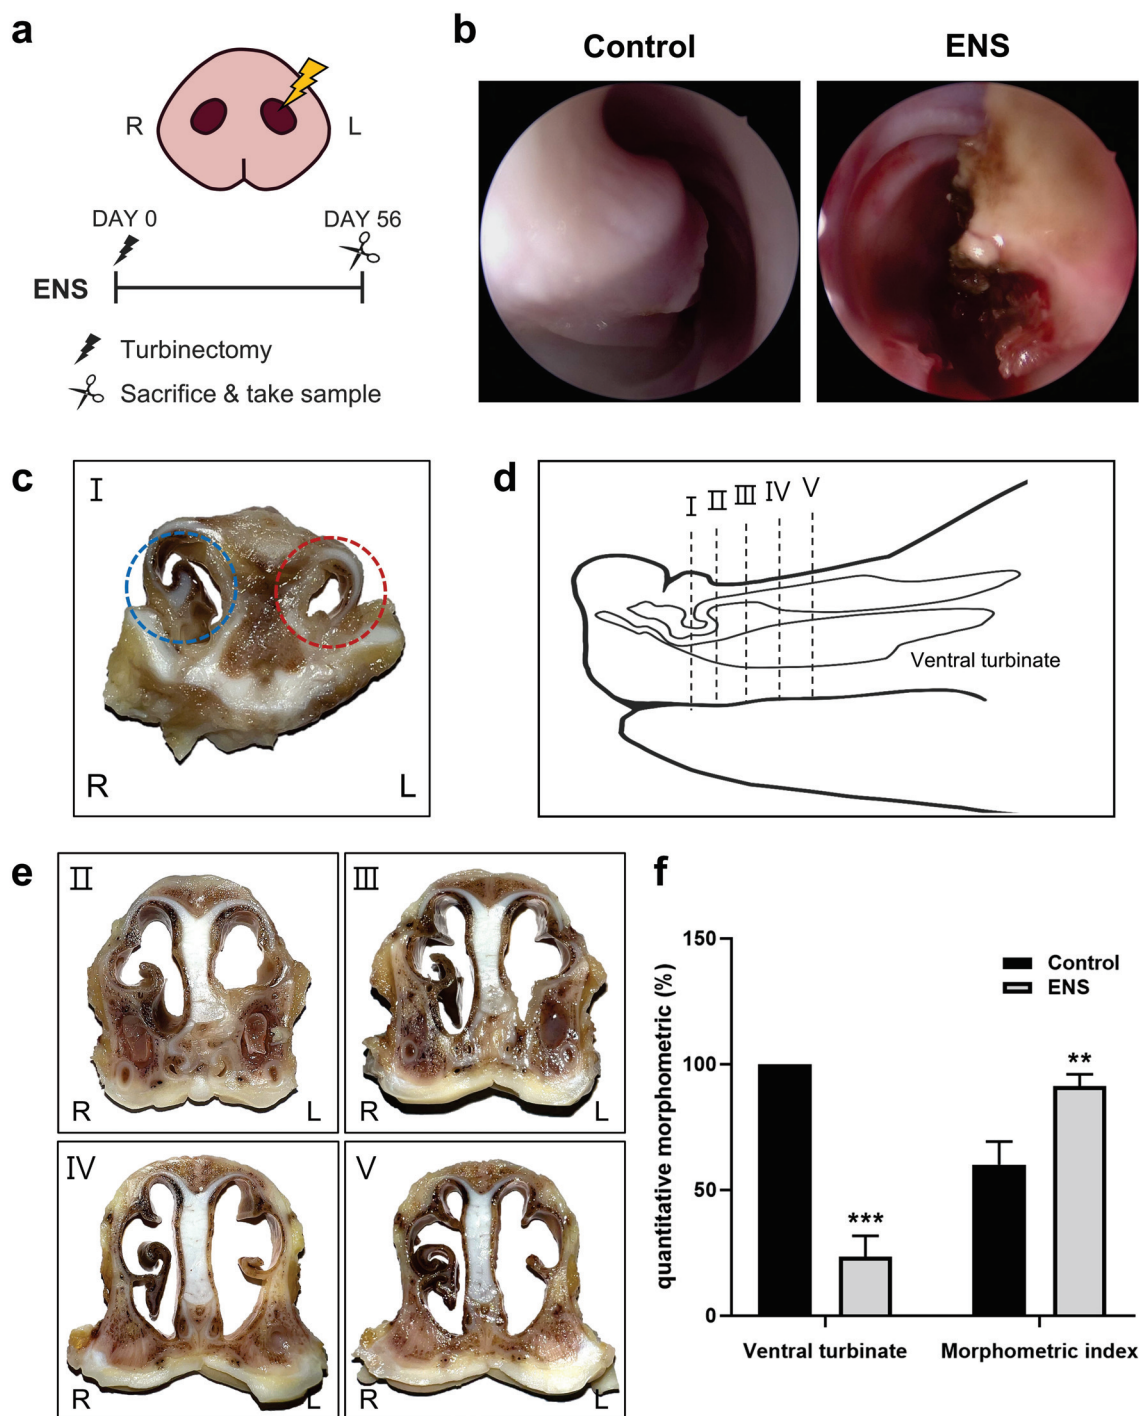 a
R
L
DAY 0
DAY 56
ENS
Turbinectomy
Sacrifice & take sample
b
Control
ENS
c
I
R
L
d
I II III IV V
Ventral turbinate
e
II
R
L
III
R
L
IV
R
L
V
R
L
f
quantitative morphometric (%)
150
100
50
0
Control
ENS
***
**
Ventral turbinate
Morphometric index